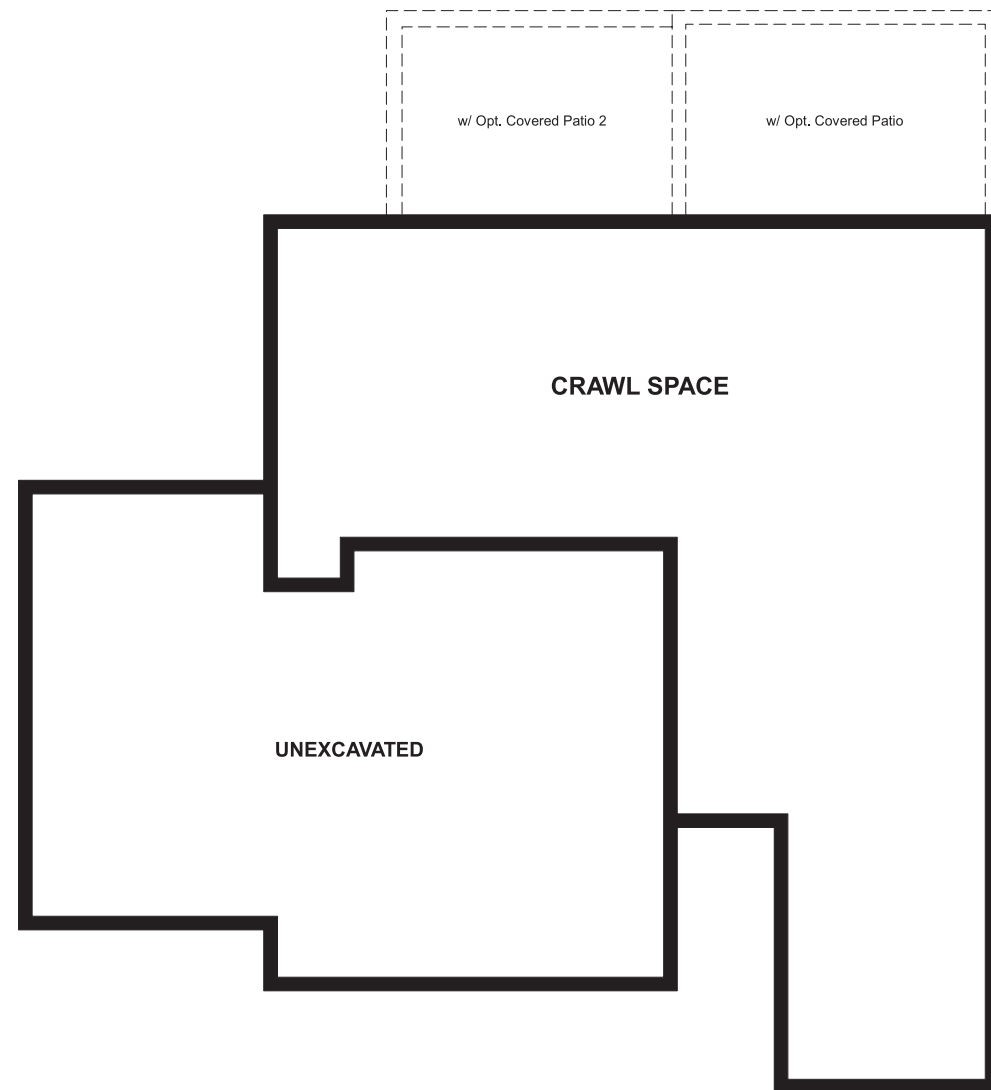 w/ Opt. Covered Patio 2
w/ Opt. Covered Patio
CRAWL SPACE
UNEXCAVATED